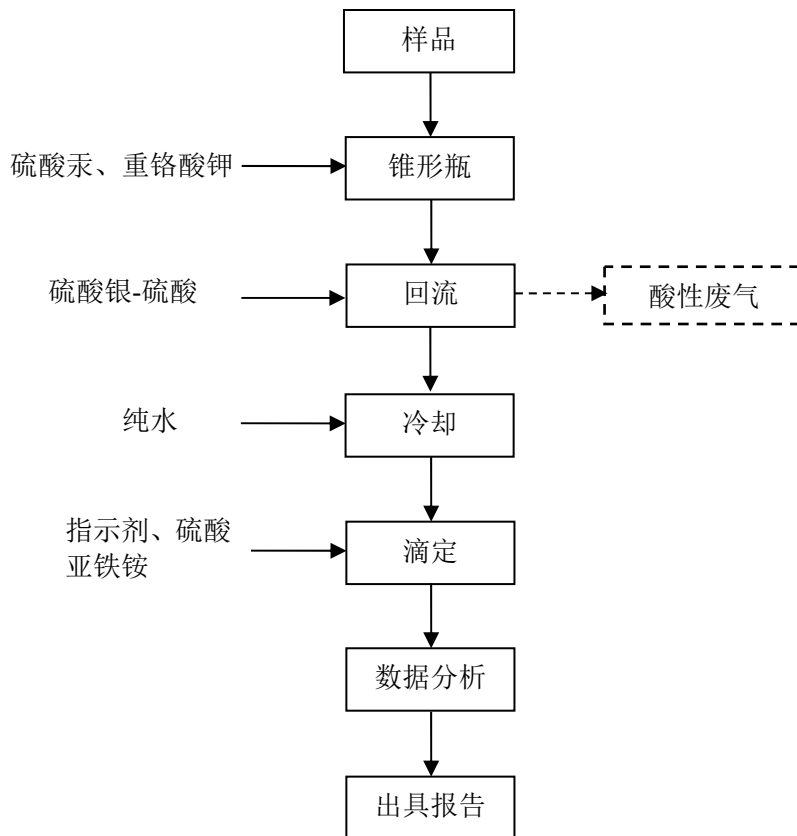 样品
硫酸汞、重铬酸钾
锥形瓶
硫酸银-硫酸
回流
酸性废气
纯水
冷却
指示剂、硫酸
亚铁铵
滴定
数据分析
出具报告